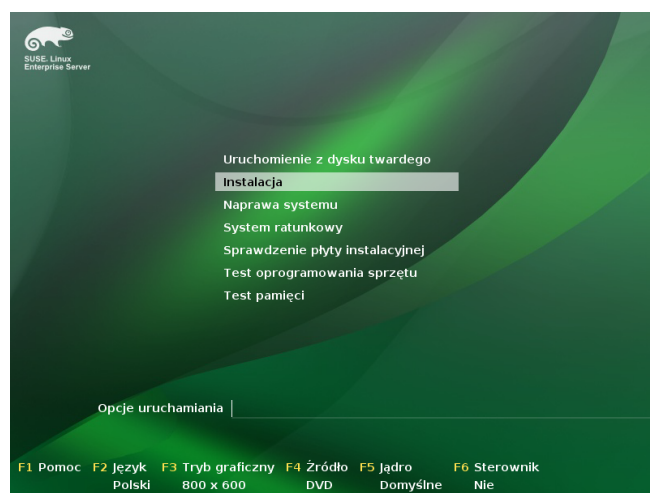 SUSE. Linux
Enterprise Server
Uruchomienie z dysku twardego
Instalacja
Naprawa systemu
System ratunkowy
Sprawdzenie płyty instalacyjnej
Test oprogramowania sprzętu
Test pamięci
Opcje uruchamiania
F1 Pomoc F2 Język F3 Tryb graficzny F4 Źródło F5 Jądro F6 Sterownik
Polski 800 x 600 DVD Domyślne Nie